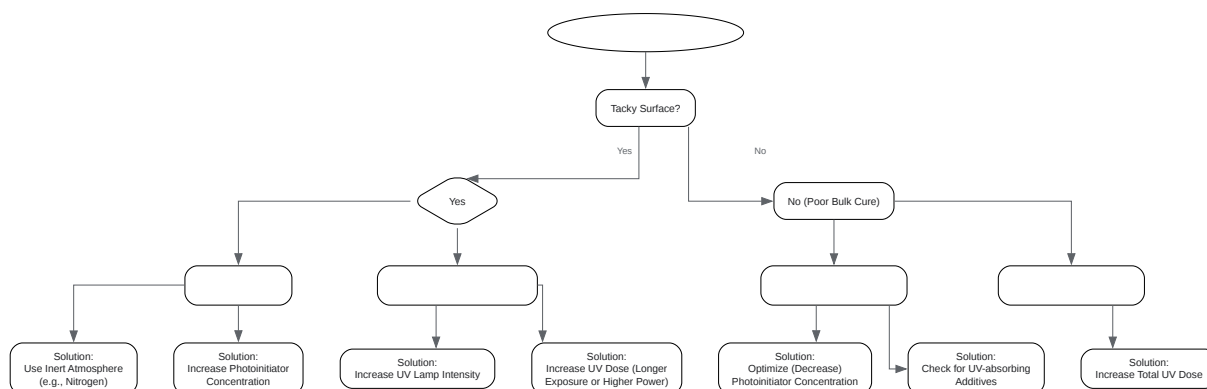 Tacky Surface?
Yes
No
Yes
No (Poor Bulk Cure)
Solution:
Use Inert Atmosphere
(e.g., Nitrogen)
Solution:
Increase Photoinitiator
Concentration
Solution:
Increase UV Lamp Intensity
Solution:
Increase UV Dose (Longer
Exposure or Higher Power)
Solution:
Optimize (Decrease)
Photoinitiator Concentration
Solution:
Check for UV-absorbing
Additives
Solution:
Increase Total UV Dose